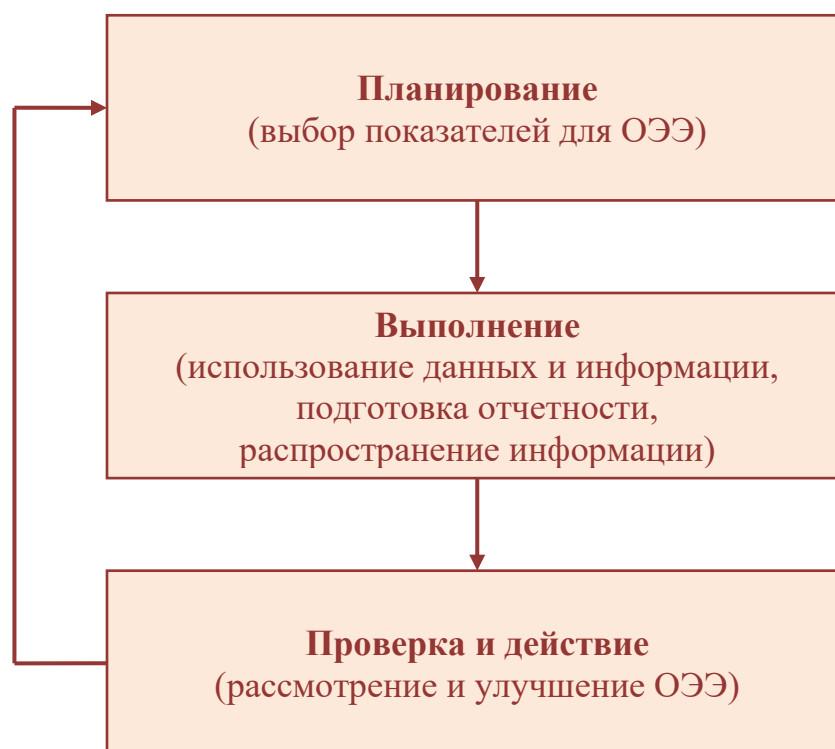 Планирование
(выбор показателей для ОЭЭ)
Выполнение
(использование данных и информации,
подготовка отчетности,
распространение информации)
Проверка и действие
(рассмотрение и улучшение ОЭЭ)